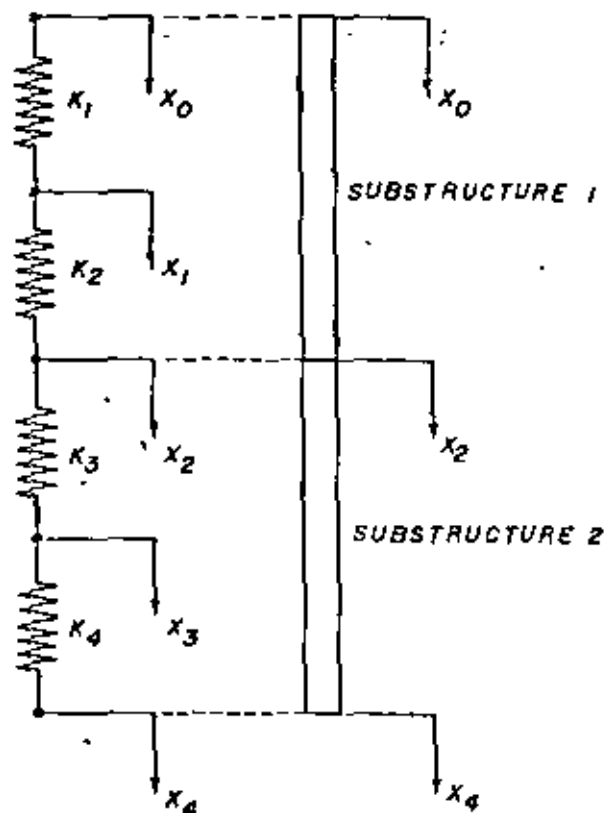 K1
X0
X0
SUBSTRUCTURE 1
K2
X1
K3
X2
X2
SUBSTRUCTURE 2
K4
X3
X4
X4